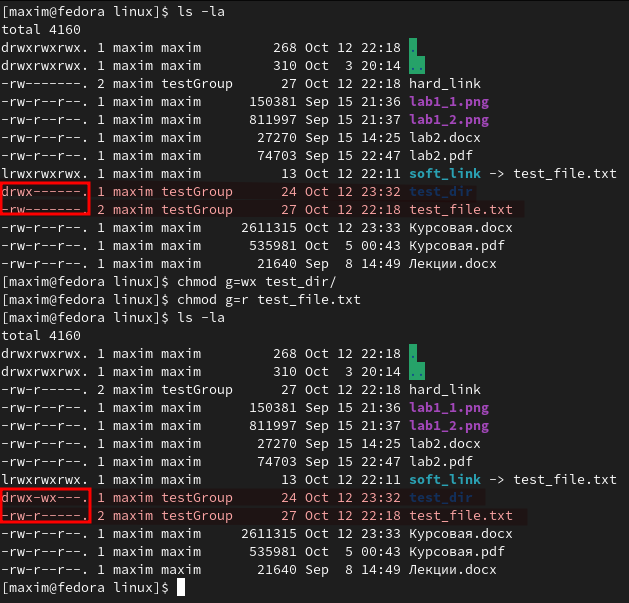 [maxim@fedora linux]$ ls -la
total 4160
drwxrwxrwx. 1 maxim maxim 268 Oct 12 22:18 .
drwxrwxrwx. 1 maxim maxim 310 Oct 3 20:14 ..
-rw-------. 2 maxim testGroup 27 Oct 12 22:18 hard_link
-rw-r--r--. 1 maxim maxim 150381 Sep 15 21:36 lab1_1.png
-rw-r--r--. 1 maxim maxim 811997 Sep 15 21:37 lab1_2.png
-rw-r--r--. 1 maxim maxim 27270 Sep 15 14:25 lab2.docx
-rw-r--r--. 1 maxim maxim 74703 Sep 15 22:47 lab2.pdf
lrwxrwxrwx. 1 maxim maxim 13 Oct 12 22:11 soft_link -> test_file.txt
drwx------. 1 maxim testGroup 24 Oct 12 23:32 test_dir
-rw-------. 2 maxim testGroup 27 Oct 12 22:18 test_file.txt
-rw-r--r--. 1 maxim maxim 2611315 Oct 12 23:33 Курсовая.docx
-rw-r--r--. 1 maxim maxim 535981 Oct 5 00:43 Курсовая.pdf
-rw-r--r--. 1 maxim maxim 21640 Sep 8 14:49 Лекции.docx
[maxim@fedora linux]$ chmod g=wx test_dir/
[maxim@fedora linux]$ chmod g=r test_file.txt
[maxim@fedora linux]$ ls -la
total 4160
drwxrwxrwx. 1 maxim maxim 268 Oct 12 22:18 .
drwxrwxrwx. 1 maxim maxim 310 Oct 3 20:14 ..
-rw-r-----. 2 maxim testGroup 27 Oct 12 22:18 hard_link
-rw-r--r--. 1 maxim maxim 150381 Sep 15 21:36 lab1_1.png
-rw-r--r--. 1 maxim maxim 811997 Sep 15 21:37 lab1_2.png
-rw-r--r--. 1 maxim maxim 27270 Sep 15 14:25 lab2.docx
-rw-r--r--. 1 maxim maxim 74703 Sep 15 22:47 lab2.pdf
lrwxrwxrwx. 1 maxim maxim 13 Oct 12 22:11 soft_link -> test_file.txt
drwx-wx---. 1 maxim testGroup 24 Oct 12 23:32 test_dir
-rw-r-----. 2 maxim testGroup 27 Oct 12 22:18 test_file.txt
-rw-r--r--. 1 maxim maxim 2611315 Oct 12 23:33 Курсовая.docx
-rw-r--r--. 1 maxim maxim 535981 Oct 5 00:43 Курсовая.pdf
-rw-r--r--. 1 maxim maxim 21640 Sep 8 14:49 Лекции.docx
[maxim@fedora linux]$